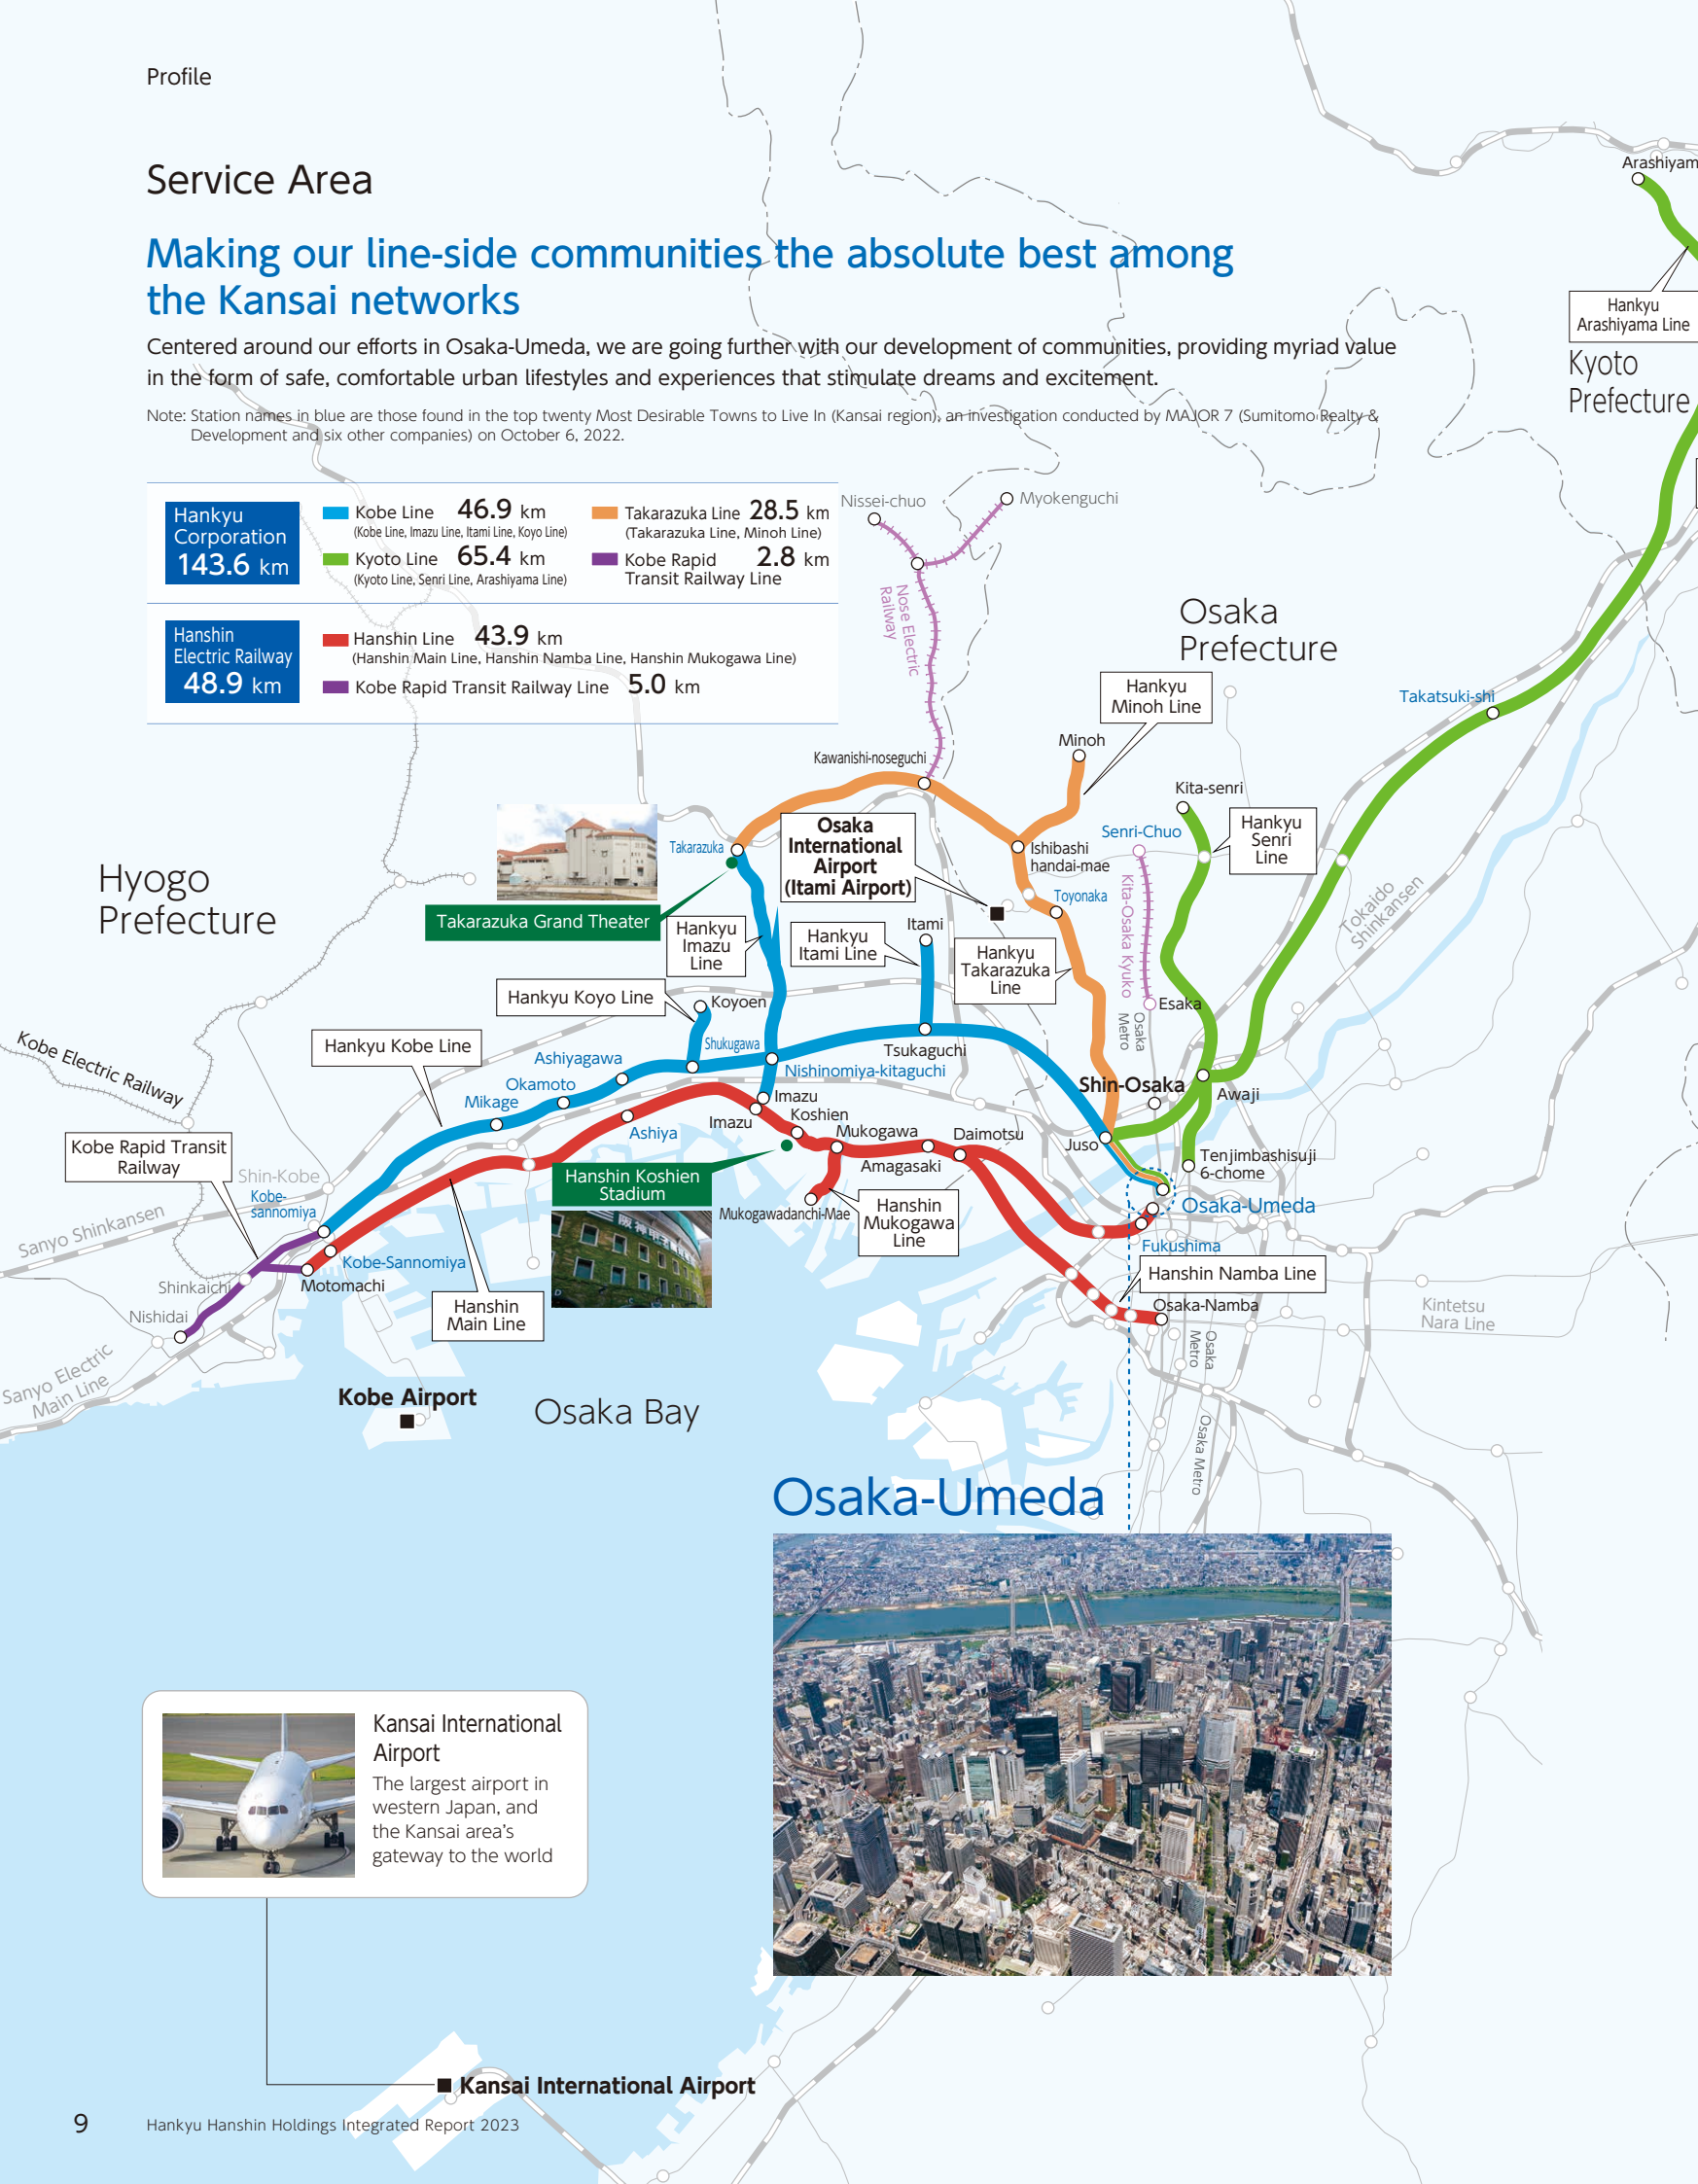 Profile
Service Area
Making our line-side communities the absolute best among
the Kansai networks
Centered around our efforts in Osaka-Umeda, we are going further with our development of communities, providing myriad value
in the form of safe, comfortable urban lifestyles and experiences that stimulate dreams and excitement.
Note: Station names in blue are those found in the top twenty Most Desirable Towns to Live In (Kansai region), an investigation conducted by MAJOR 7 (Sumitomo Realty &
Development and six other companies) on October 6, 2022.
Hankyu
Corporation
143.6 km
Kobe Line 46.9 km
(Kobe Line, Imazu Line, Itami Line, Koyo Line)
Kyoto Line 65.4 km
(Kyoto Line, Senri Line, Arashiyama Line)
Takarazuka Line 28.5 km
(Takarazuka Line, Minoh Line)
Kobe Rapid 2.8 km
Transit Railway Line
Hanshin
Electric Railway
48.9 km
Hanshin Line 43.9 km
(Hanshin Main Line, Hanshin Namba Line, Hanshin Mukogawa Line)
Kobe Rapid Transit Railway Line 5.0 km
Arashiyam
Hankyu
Arashiyama Line
Kyoto
Prefecture
Nissei-chuo
Myokenguchi
Nose Electric
Railway
Osaka
Prefecture
Hankyu
Minoh Line
Takatsuki-shi
Minoh
Kawanishi-noseguchi
Kita-senri
Hankyu
Senri
Line
Senri-Chuo
Takarazuka
Osaka
International
Airport
(Itami Airport)
Ishibashi
handai-mae
Toyonaka
Kita-Osaka Kyuko
Tokaido
Shinkansen
Hyogo
Prefecture
Takarazuka Grand Theater
Hankyu
Imazu
Line
Hankyu
Itami Line
Itami
Hankyu
Takarazuka
Line
Hankyu Koyo Line
Koyoen
Esaka
Osaka
Metro
Kobe Electric Railway
Hankyu Kobe Line
Ashiyagawa
Shukugawa
Tsukaguchi
Nishinomiya-kitaguchi
Okamoto
Mikage
Shin-Osaka
Awaji
Imazu
Imazu
Koshien
Mukogawa
Daimotsu
Juso
Ashiya
Amagasaki
Tenjimbashisuji
6-chome
Kobe Rapid Transit
Railway
Shin-Kobe
Kobe-
sannomiya
Hanshin Koshien
Stadium
Mukogawadanchi-Mae
Hanshin
Mukogawa
Line
Osaka-Umeda
Fukushima
Sanyo Shinkansen
Kobe-Sannomiya
Shinkaichi
Motomachi
Hanshin Namba Line
Nishidai
Hanshin
Main Line
Osaka-Namba
Kintetsu
Nara Line
Osaka
Metro
Sanyo Electric
Main Line
Kobe Airport
Osaka Bay
Osaka Metro
Osaka-Umeda
Kansai International
Airport
The largest airport in
western Japan, and
the Kansai area's
gateway to the world
Kansai International Airport
9 Hankyu Hanshin Holdings Integrated Report 2023